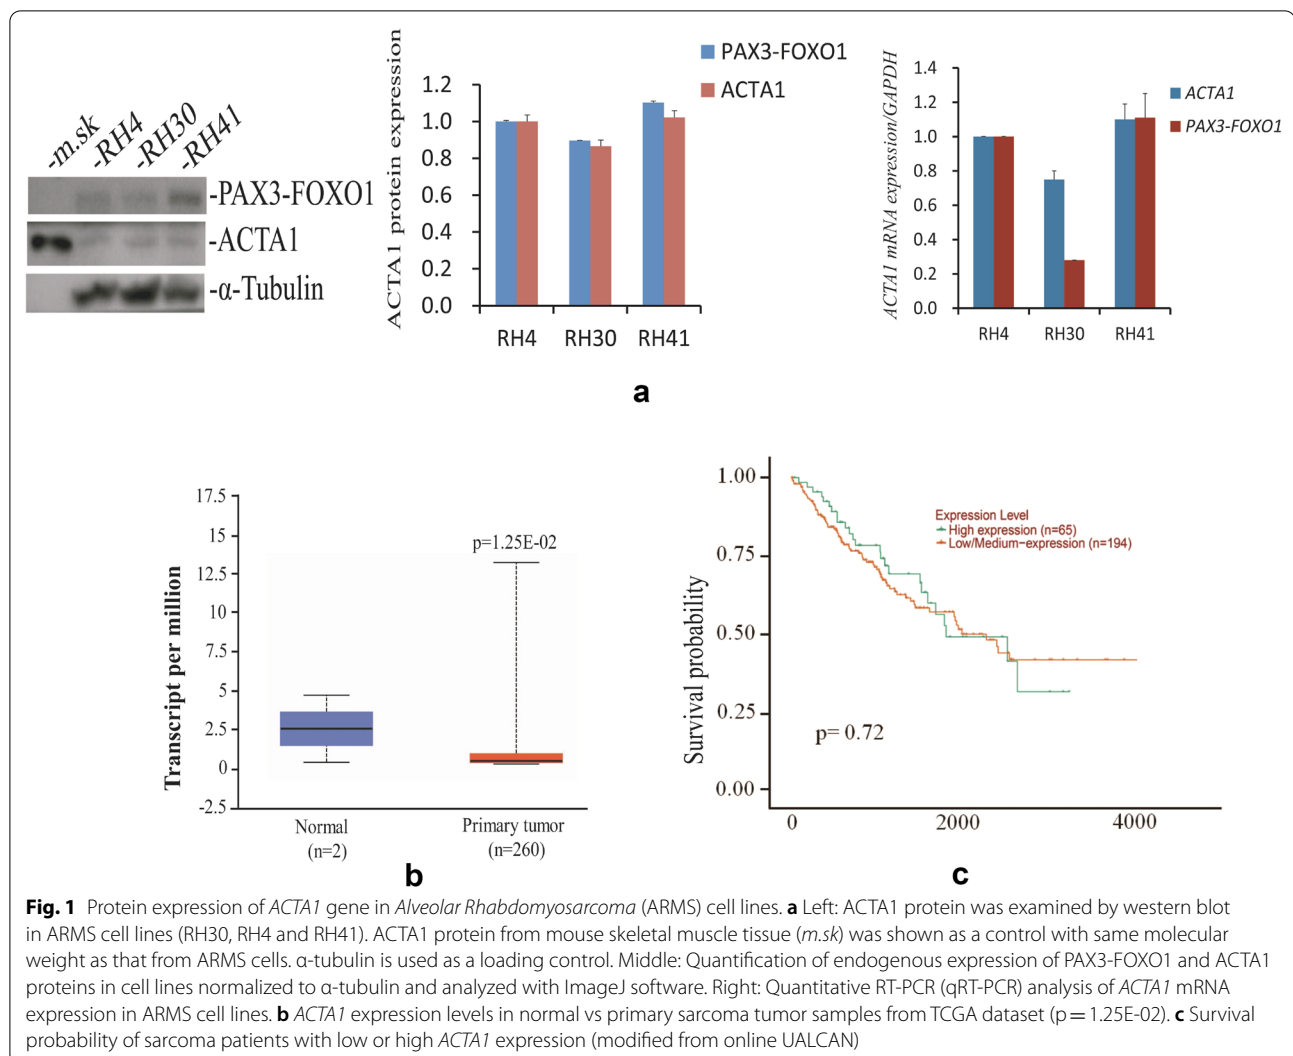 -m.sk
-RH4
-RH30
-RH41
-PAX3-FOXO1
-ACTA1
-α-Tubulin
ACTA1 protein expression
1.2
1.0
0.8
0.6
0.4
0.2
0.0
RH4
RH30
RH41
PAX3-FOXO1
ACTA1
ACTA1 mRNA expression/GAPDH
1.4
1.2
1.0
0.8
0.6
0.4
0.2
0.0
RH4
RH30
RH41
ACTA1
PAX3-FOXO1
a
Transcript per million
17.5
15
12.5
10
7.5
5
2.5
0
-2.5
p=1.25E-02
Normal
(n=2)
Primary tumor
(n=260)
b
Survival probability
1.00
0.75
0.50
0.25
0.00
Expression Level
High expression (n=65)
Low/Medium-expression (n=194)
p= 0.72
0
2000
4000
c
Fig. 1 Protein expression of ACTA1 gene in Alveolar Rhabdomyosarcoma (ARMS) cell lines. a Left: ACTA1 protein was examined by western blot
in ARMS cell lines (RH30, RH4 and RH41). ACTA1 protein from mouse skeletal muscle tissue (m.sk) was shown as a control with same molecular
weight as that from ARMS cells. α-tubulin is used as a loading control. Middle: Quantification of endogenous expression of PAX3-FOXO1 and ACTA1
proteins in cell lines normalized to α-tubulin and analyzed with ImageJ software. Right: Quantitative RT-PCR (qRT-PCR) analysis of ACTA1 mRNA
expression in ARMS cell lines. b ACTA1 expression levels in normal vs primary sarcoma tumor samples from TCGA dataset (p = 1.25E-02). c Survival
probability of sarcoma patients with low or high ACTA1 expression (modified from online UALCAN)